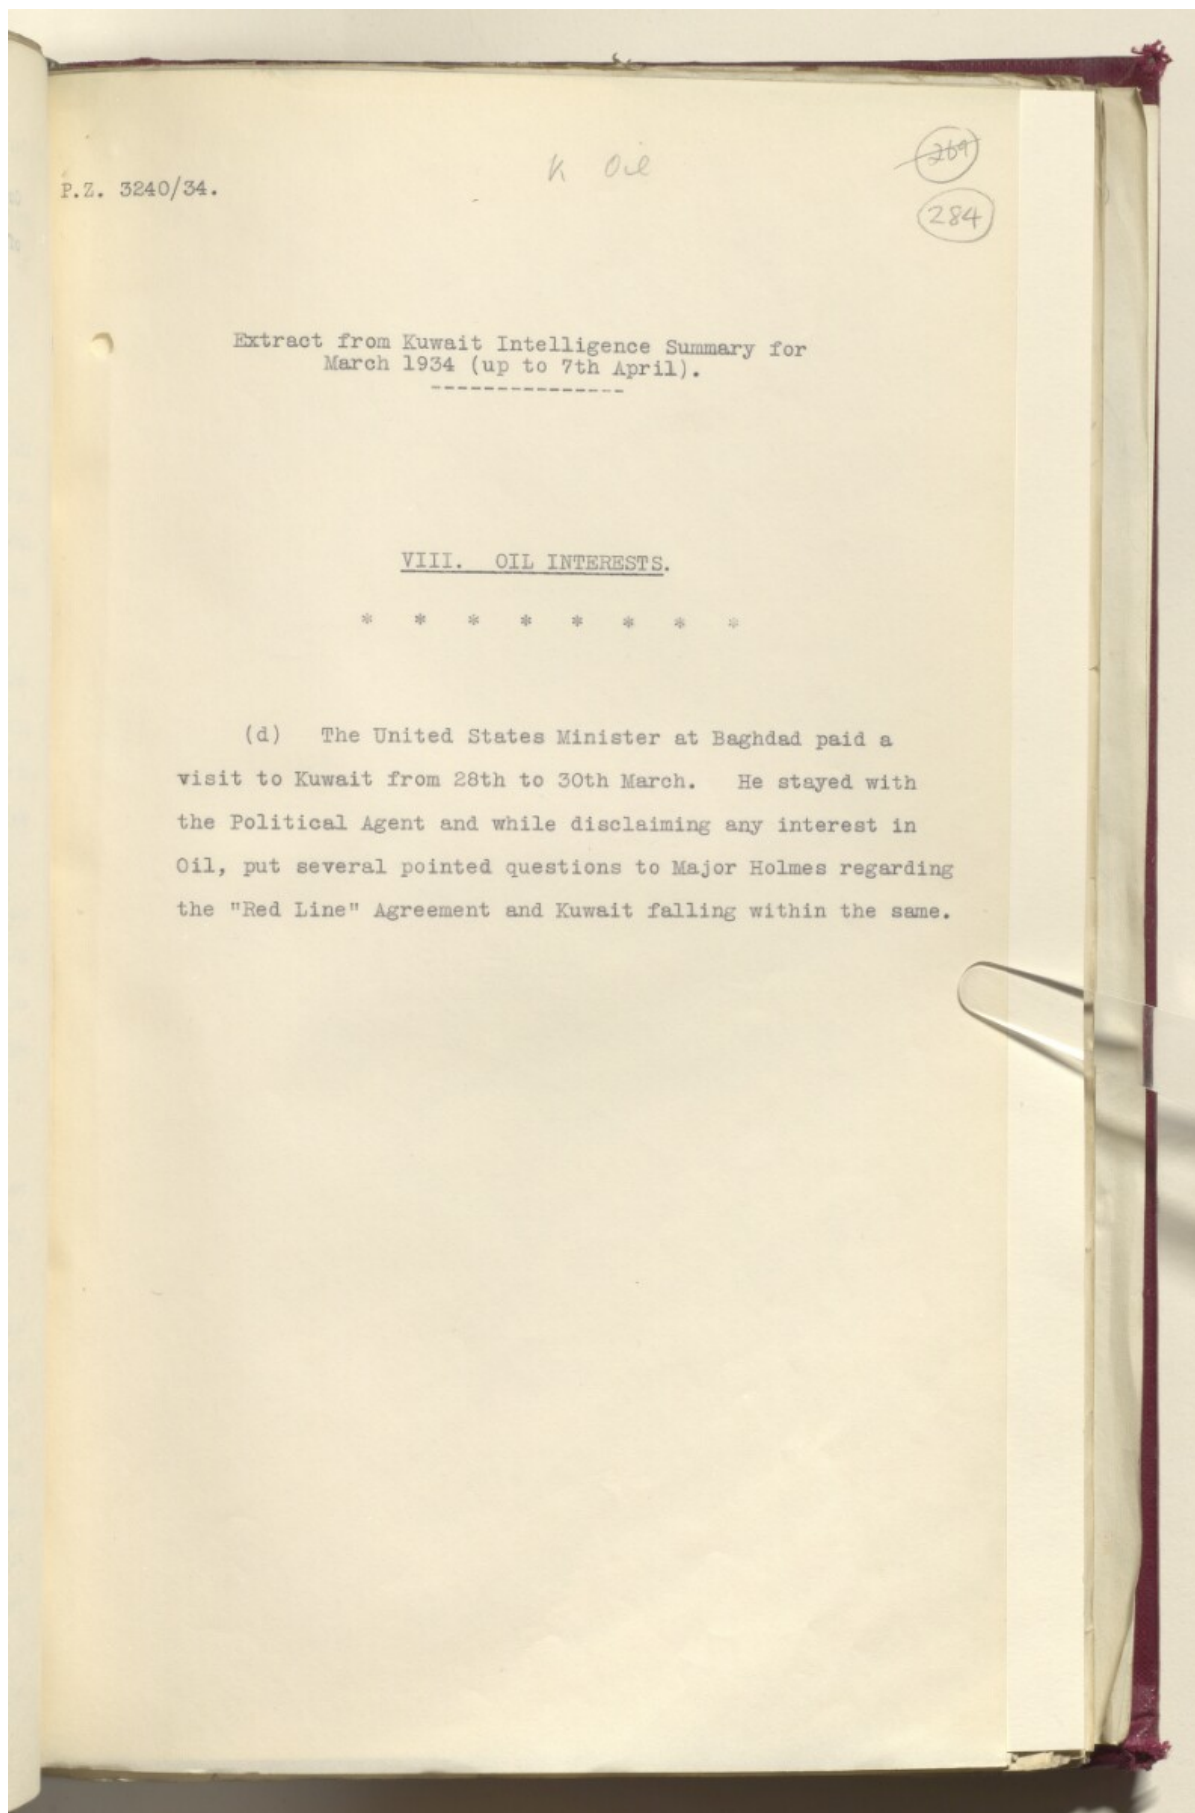 K Oil
269
284
P.Z. 3240/34.
Extract from Kuwait Intelligence Summary for
March 1934 (up to 7th April).
---------------
VIII. OIL INTERESTS.
* * * * * * * *
(d) The United States Minister at Baghdad paid a
visit to Kuwait from 28th to 30th March. He stayed with
the Political Agent and while disclaiming any interest in
Oil, put several pointed questions to Major Holmes regarding
the "Red Line" Agreement and Kuwait falling within the same.